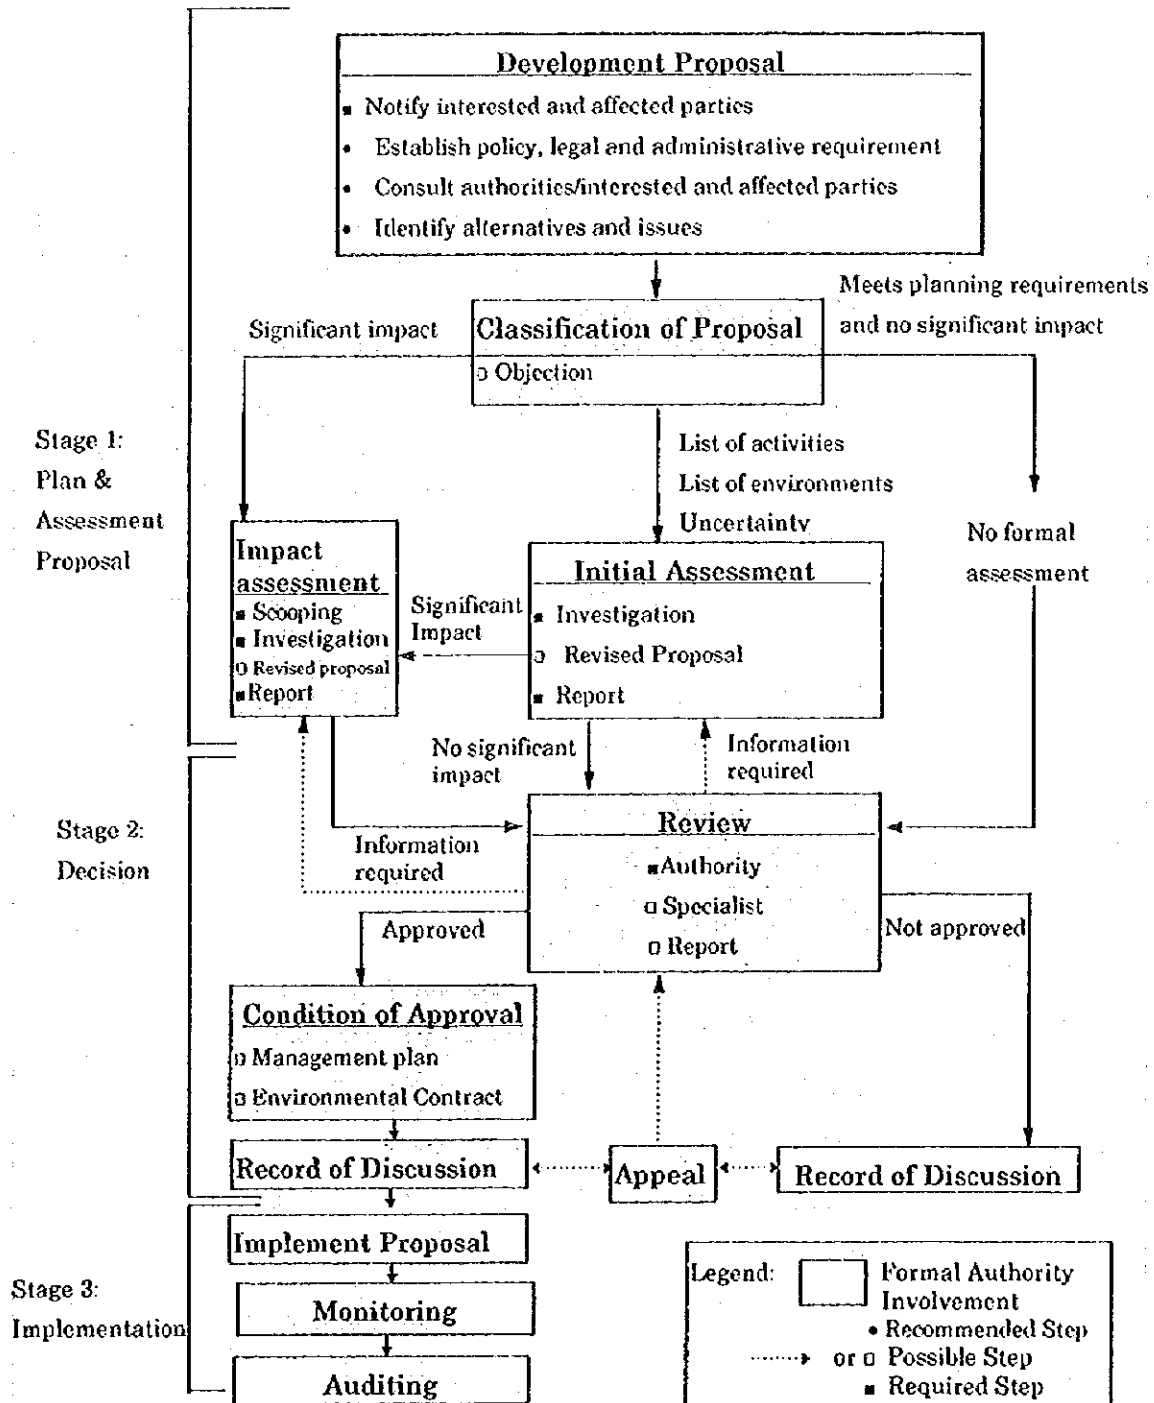 Development Proposal
▪ Notify interested and affected parties
• Establish policy, legal and administrative requirement
• Consult authorities/interested and affected parties
• Identify alternatives and issues
Meets planning requirements
and no significant impact
Significant impact
Classification of Proposal
▫ Objection
List of activities
List of environments
Uncertainty
Stage 1:
Plan &
Assessment
Proposal
No formal
assessment
Impact
assessment
▪ Scoping
▪ Investigation
▫ Revised proposal
▪ Report
Significant
Impact
Initial Assessment
▪ Investigation
▫ Revised Proposal
▪ Report
No significant
impact
Information
required
Stage 2:
Decision
Review
▪ Authority
▫ Specialist
▫ Report
Information
required
Approved
Not approved
Condition of Approval
▫ Management plan
▫ Environmental Contract
Record of Discussion
Appeal
Record of Discussion
Stage 3:
Implementation
Implement Proposal
Monitoring
Auditing
Legend:
Formal Authority
Involvement
• Recommended Step
or ▫ Possible Step
▪ Required Step